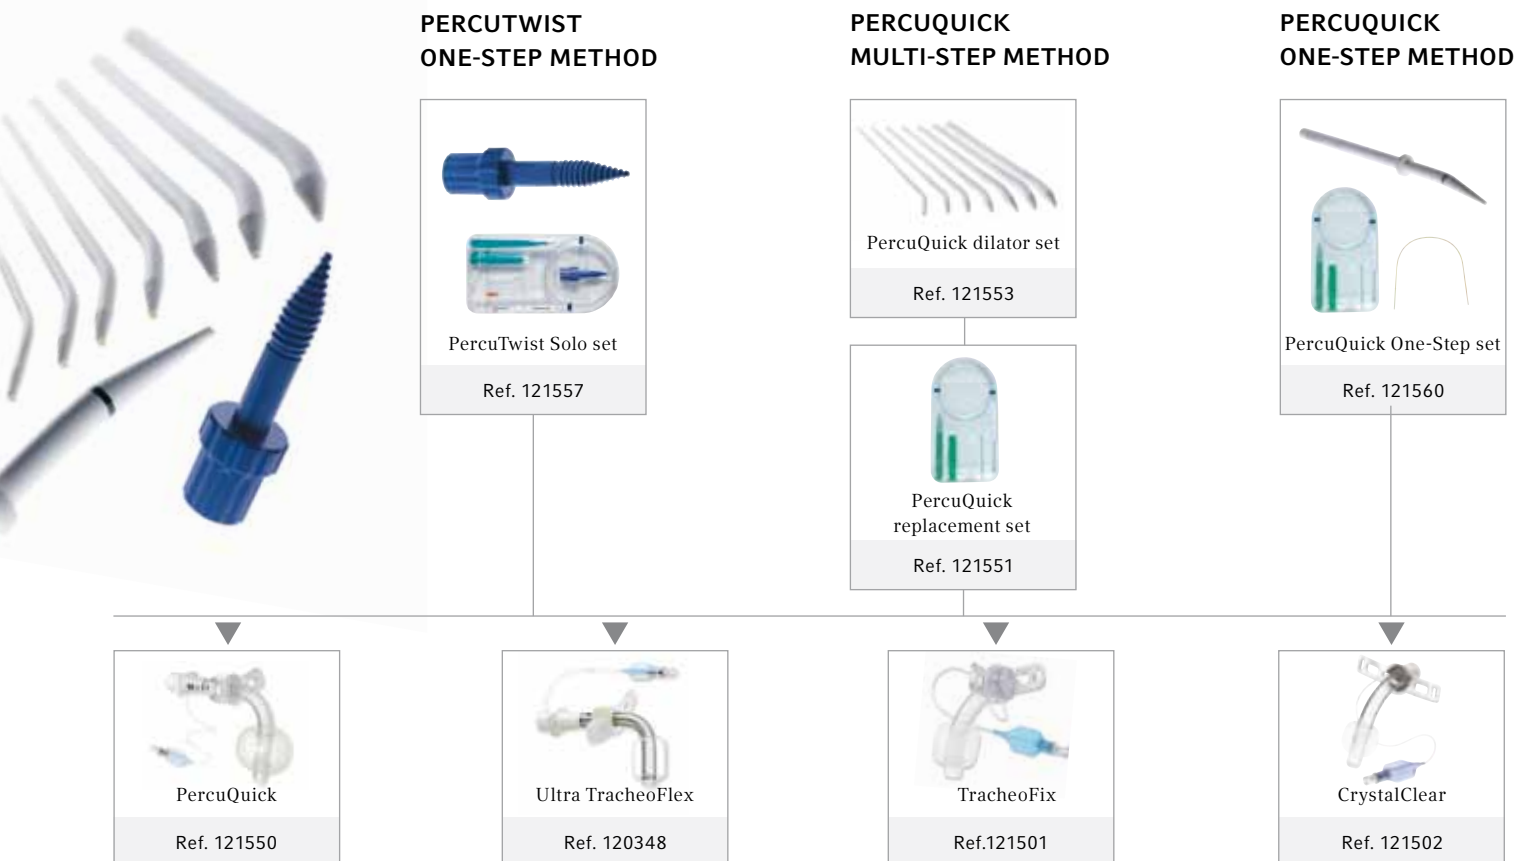 PERCUTWIST
ONE-STEP METHOD
PERCUQUICK
MULTI-STEP METHOD
PERCUQUICK
ONE-STEP METHOD
PercuTwist Solo set
Ref. 121557
PercuQuick dilator set
Ref. 121553
PercuQuick
replacement set
Ref. 121551
PercuQuick One-Step set
Ref. 121560
PercuQuick
Ref. 121550
Ultra TracheoFlex
Ref. 120348
TracheoFix
Ref.121501
CrystalClear
Ref. 121502